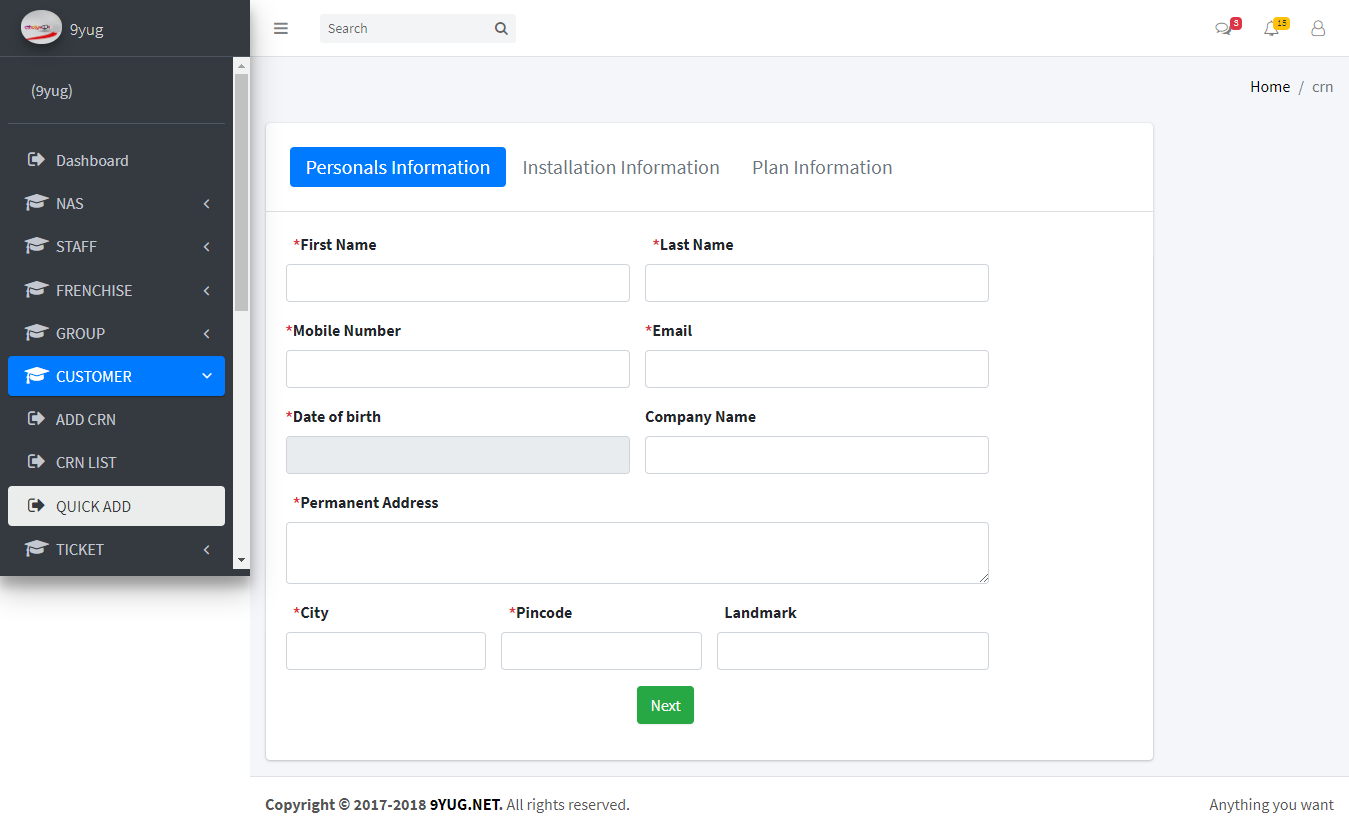 9yug
Search
3
15
(9yug)
Home / crn
Dashboard
NAS
STAFF
FRENCHISE
GROUP
CUSTOMER
ADD CRN
CRN LIST
QUICK ADD
TICKET
Personals Information Installation Information Plan Information
*First Name *Last Name
*Mobile Number *Email
*Date of birth Company Name
*Permanent Address
*City *Pincode Landmark
Next
Copyright © 2017-2018 9YUG.NET. All rights reserved. Anything you want